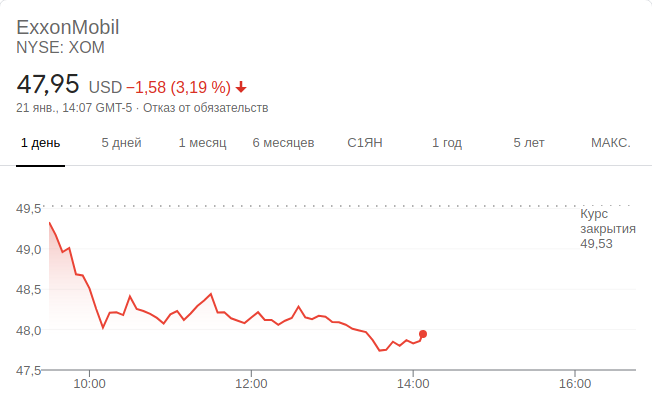 ExxonMobil
NYSE: XOM
47,95 USD −1,58 (3,19 %)
21 янв., 14:07 GMT-5 · Отказ от обязательств
1 день 5 дней 1 месяц 6 месяцев С1ЯН 1 год 5 лет МАКС.
49,5
Курс
закрытия
49,53
49,0
48,5
48,0
47,5
10:00 12:00 14:00 16:00